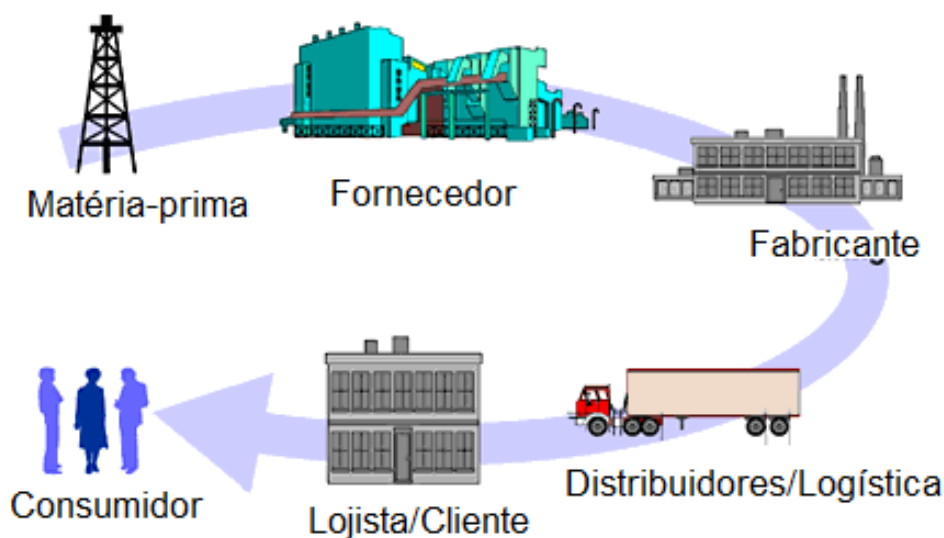 Matéria-prima
Fornecedor
Fabricante
Distribuidores/Logística
Lojista/Cliente
Consumidor